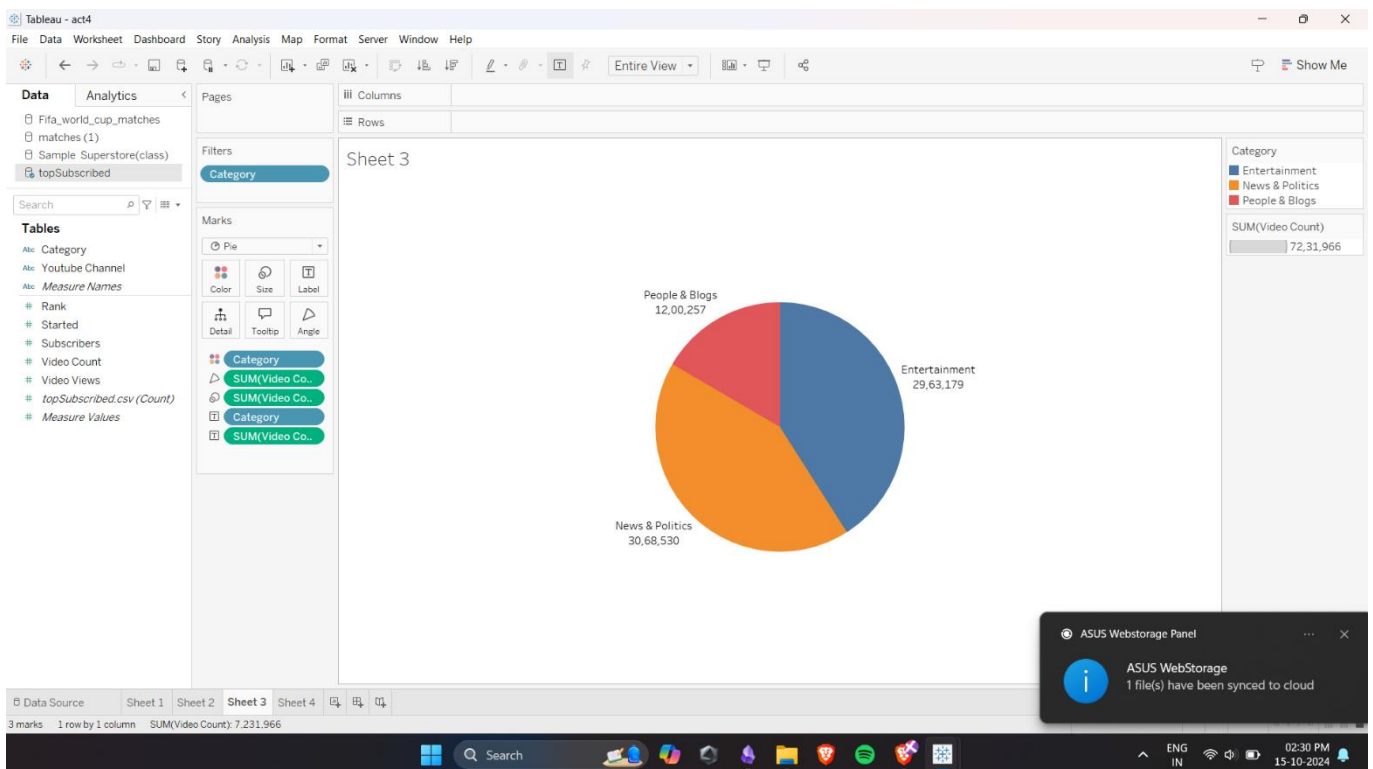 Tableau - act4
File Data Worksheet Dashboard Story Analysis Map Format Server Window Help
Entire View
Show Me
Data Analytics
Fifa_world_cup_matches
matches (1)
Sample Superstore(class)
topSubscribed
Search
Tables
Abc Category
Abc Youtube Channel
Abc Measure Names
# Rank
# Started
# Subscribers
# Video Count
# Video Views
# topSubscribed.csv (Count)
# Measure Values
Pages
Filters
Category
Marks
Pie
Color Size Label
Detail Tooltip Angle
Category
SUM(Video Co..
SUM(Video Co..
Category
SUM(Video Co..
iii Columns
Rows
Sheet 3
People & Blogs
12,00,257
Entertainment
29,63,179
News & Politics
30,68,530
Category
Entertainment
News & Politics
People & Blogs
SUM(Video Count)
72,31,966
ASUS Webstorage Panel
ASUS WebStorage
1 file(s) have been synced to cloud
Data Source Sheet 1 Sheet 2 Sheet 3 Sheet 4
3 marks 1 row by 1 column SUM(Video Count): 7,231,966
Search
ENG
IN
02:30 PM
15-10-2024